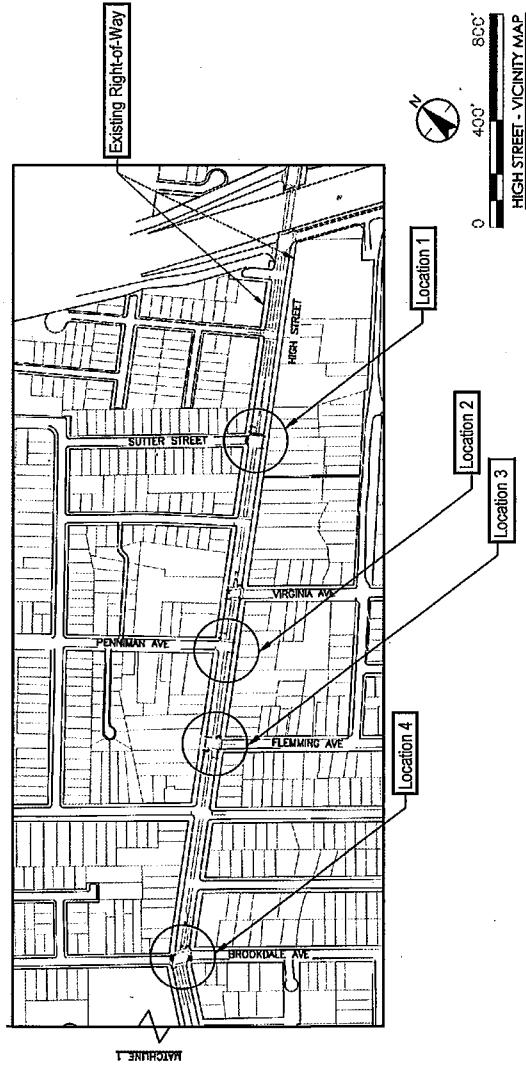 Existing Right-of-Way
HIGH STREET
SUTTER STREET
VIRGINIA AVE
PENNIMAN AVE
FLEMMING AVE
BROOKDALE AVE
Location 1
Location 2
Location 3
Location 4
MATCHLINE 1
N
0 400' 800'
HIGH STREET - VICINITY MAP